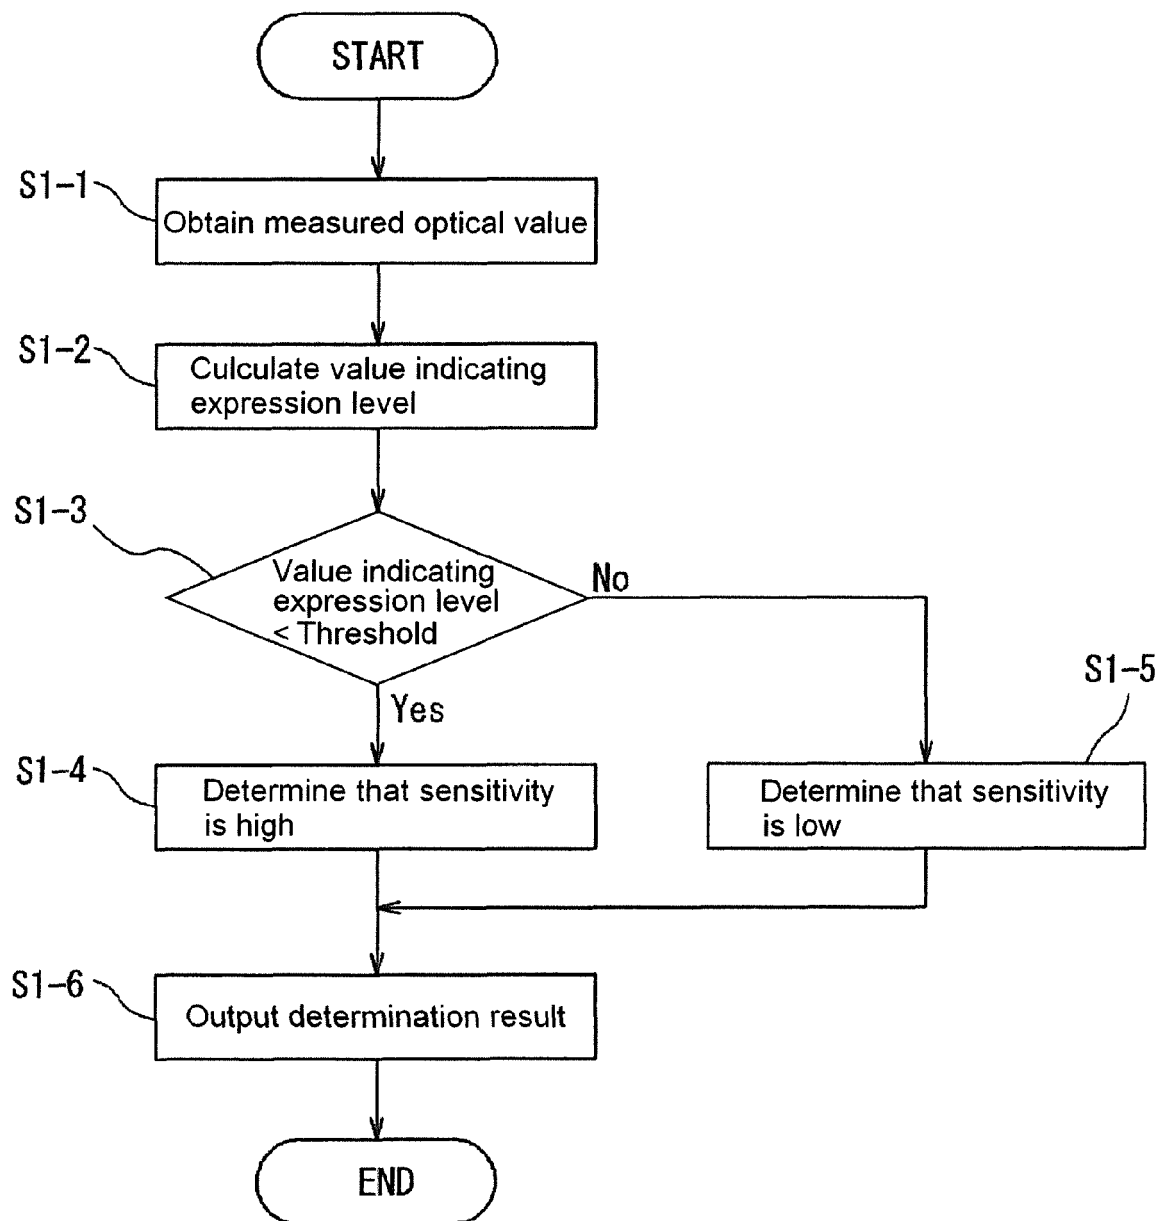 START
S1-1
Obtain measured optical value
S1-2
Culculate value indicating
expression level
S1-3
Value indicating
expression level
< Threshold
No
Yes
S1-4
Determine that sensitivity
is high
S1-5
Determine that sensitivity
is low
S1-6
Output determination result
END